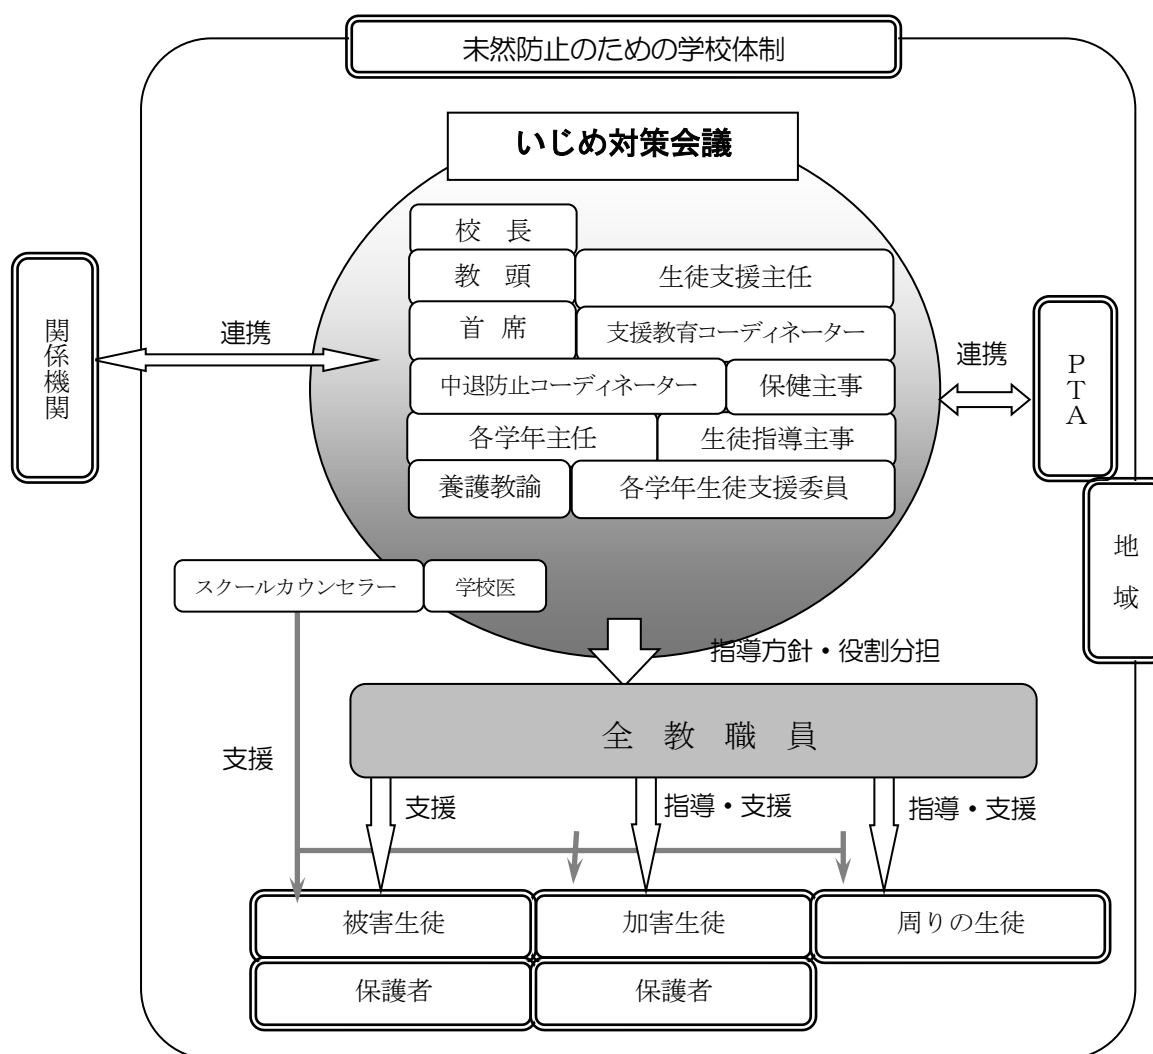 未然防止のための学校体制
いじめ対策会議
校　長
教　頭
生徒支援主任
首　席
支援教育コーディネーター
中退防止コーディネーター
保健主事
各学年主任
生徒指導主事
養護教諭
各学年生徒支援委員
関係機関
連携
連携
ＰＴＡ
地域
スクールカウンセラー
学校医
指導方針・役割分担
全　教　職　員
支援
支援
指導・支援
指導・支援
被害生徒
加害生徒
周りの生徒
保護者
保護者